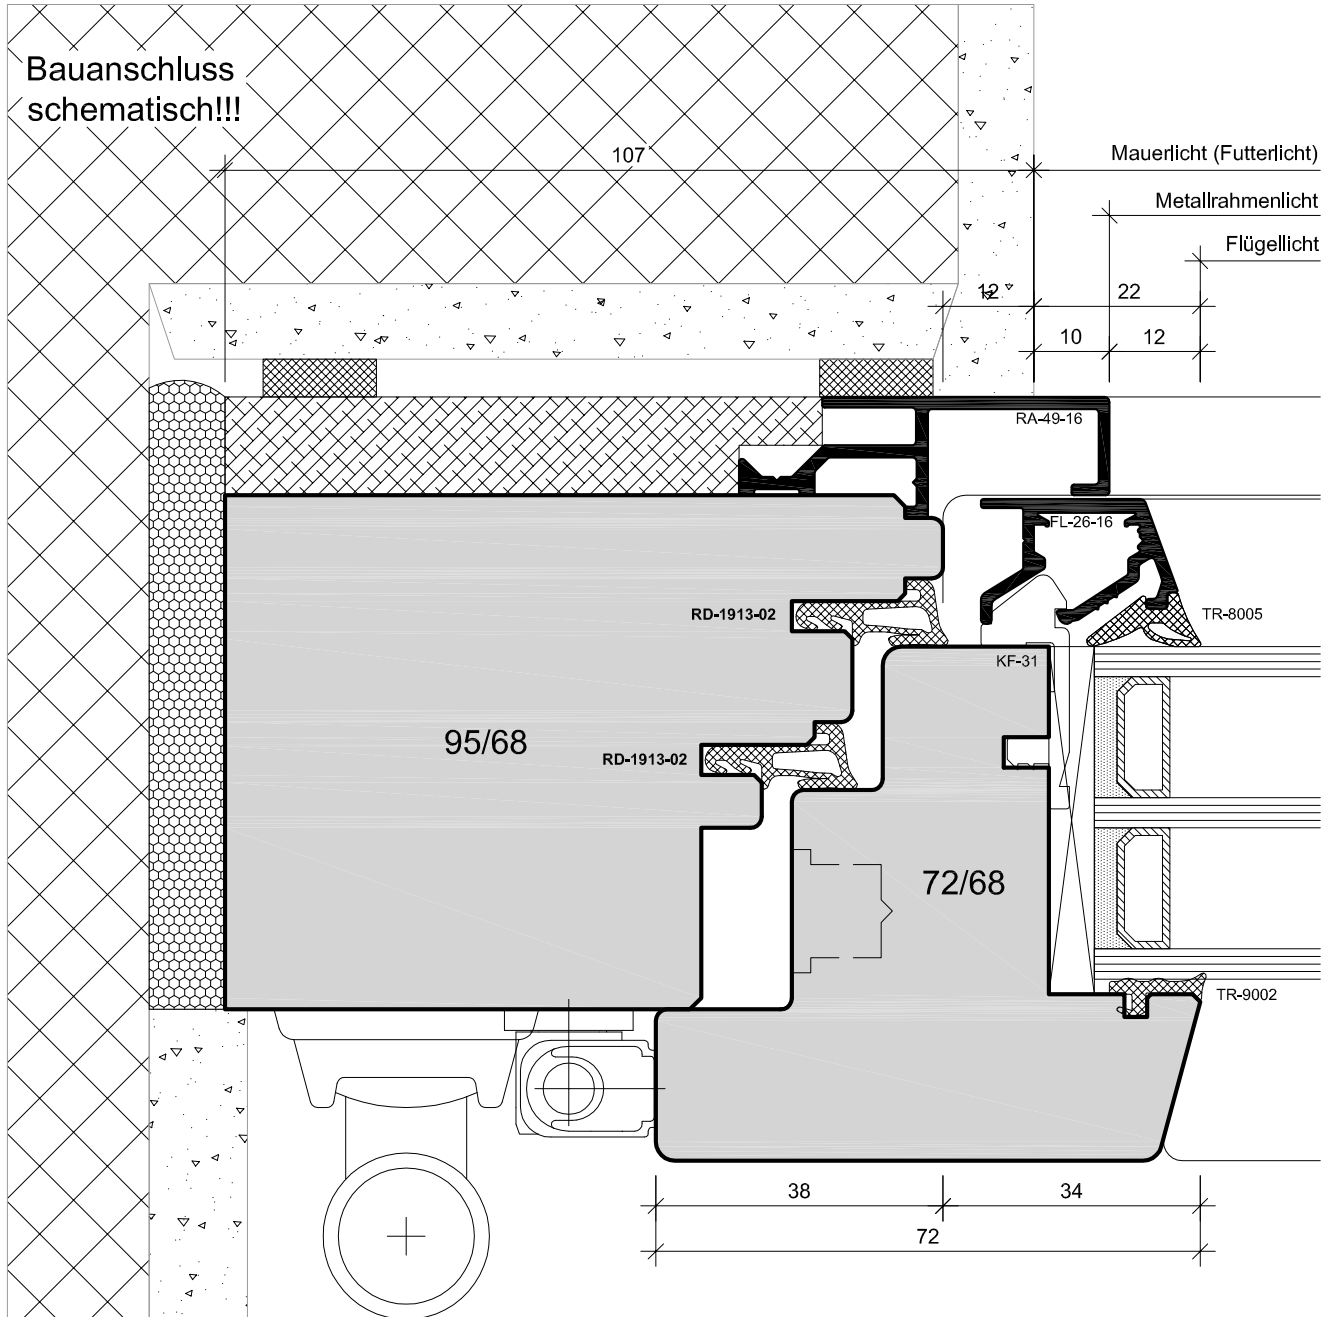 Bauanschluss
schematisch!!!
107
Mauerlicht (Futterlicht)
Metallrahmenlicht
Flügellicht
12
22
10
12
RA-49-16
FL-26-16
RD-1913-02
TR-8005
KF-31
95/68
RD-1913-02
72/68
TR-9002
38
34
72